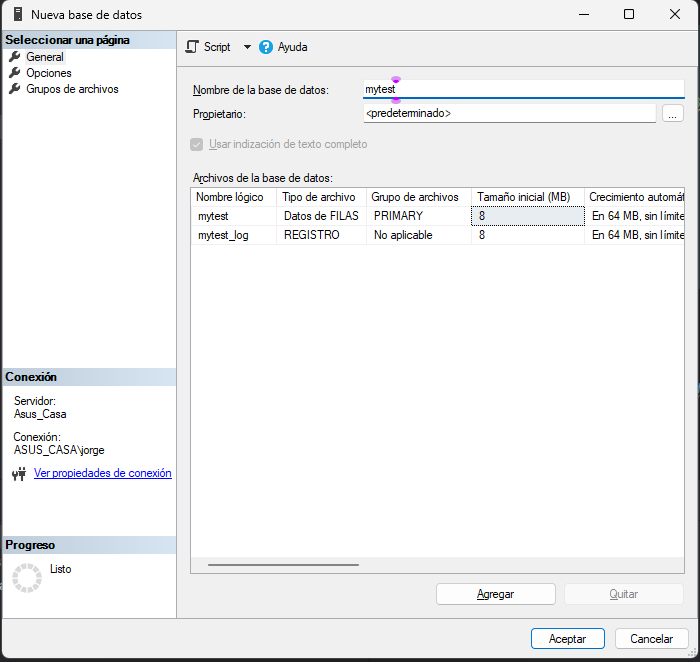 Nueva base de datos
Seleccionar una página
General
Opciones
Grupos de archivos
Script
Ayuda
Nombre de la base de datos: mytest
Propietario: <predeterminado> ...
Usar indización de texto completo
Archivos de la base de datos:
Nombre lógico Tipo de archivo Grupo de archivos Tamaño inicial (MB) Crecimiento automát
mytest Datos de FILAS PRIMARY 8 En 64 MB, sin límite
mytest_log REGISTRO No aplicable 8 En 64 MB, sin límite
Conexión
Servidor:
Asus_Casa
Conexión:
ASUS_CASA\jorge
Ver propiedades de conexión
Progreso
Listo
Agregar Quitar
Aceptar Cancelar